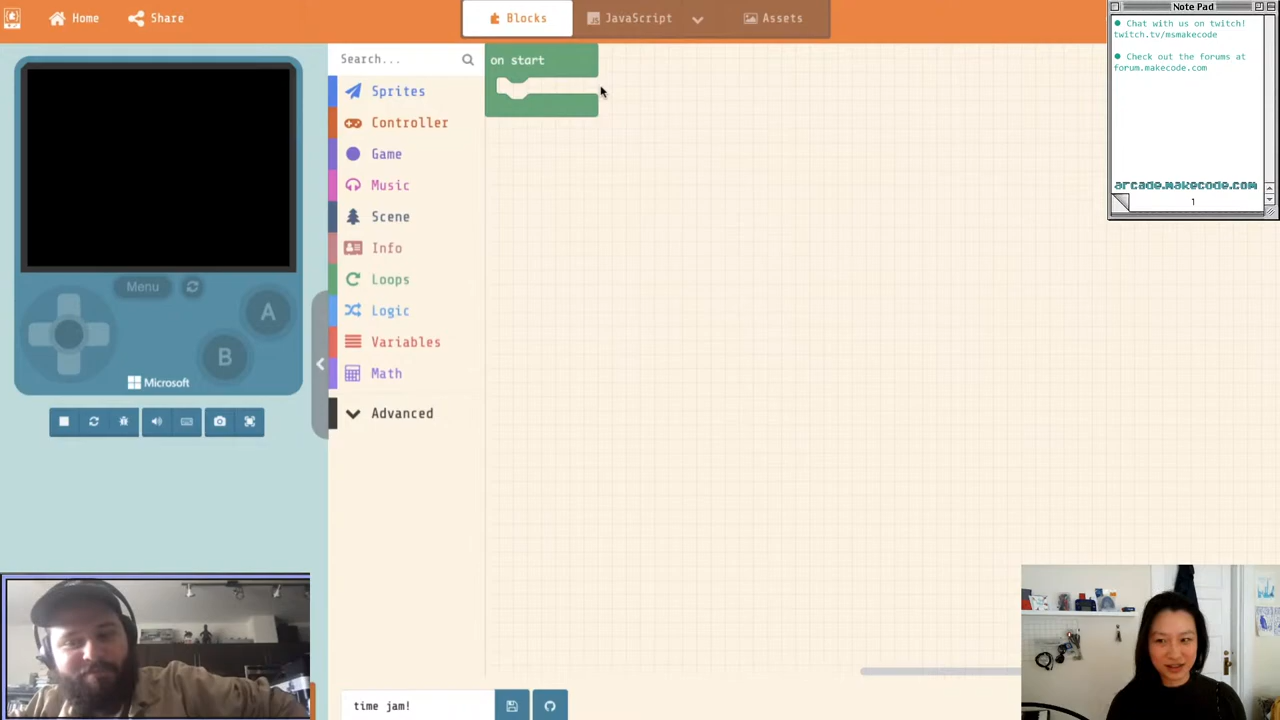 Home
Share
Blocks
JavaScript
Assets
Note Pad
Chat with us on twitch!
twitch.tv/msmakecode
Check out the forums at
forum.makecode.com
arcade.makecode.com
1
Search...
on start
Sprites
Controller
Game
Music
Scene
Info
Loops
Logic
Variables
Math
Advanced
Menu
A
B
Microsoft
time jam!